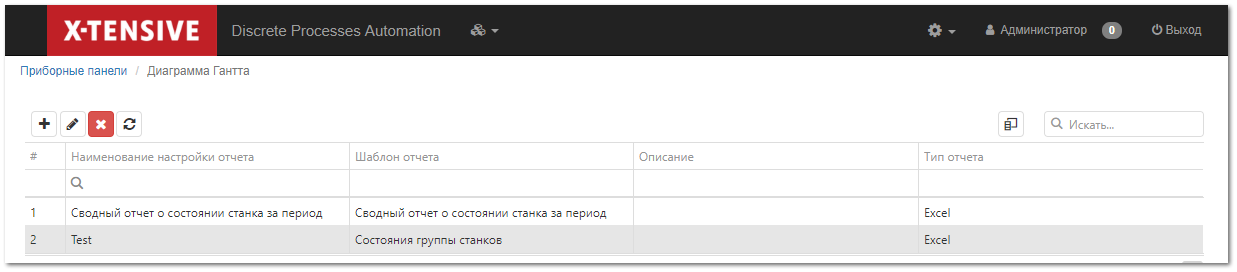 X-TENSIVE Discrete Processes Automation Администратор 0 Выход
Приборные панели / Диаграмма Гантта
Искать...
# Наименование настройки отчета Шаблон отчета Описание Тип отчета
1 Сводный отчет о состоянии станка за период Сводный отчет о состоянии станка за период Excel
2 Test Состояния группы станков Excel